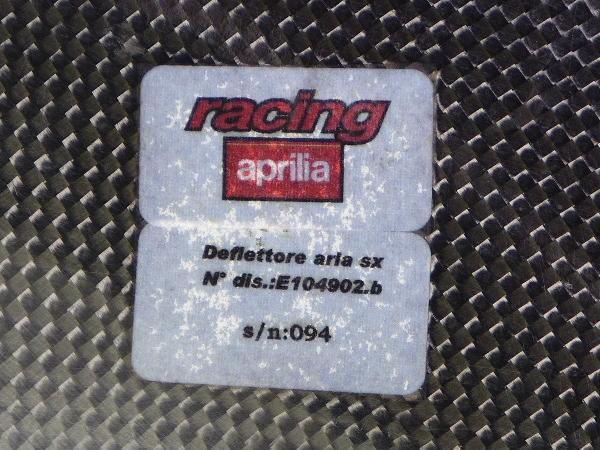 racing
aprilia
Deflettore aria sx
N° dis.:E104902.b
s/n:094